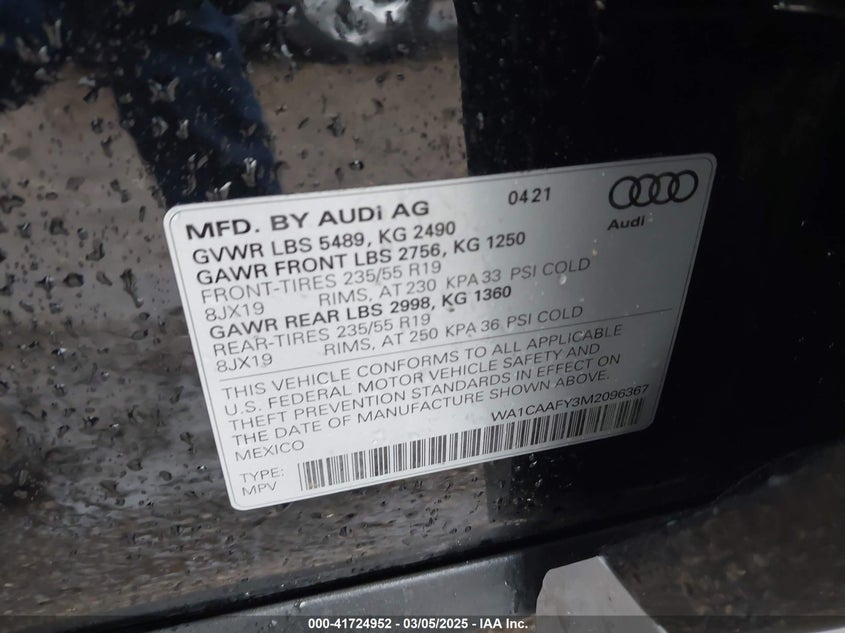 MFD. BY AUDi AG 0421
Audi
GVWR LBS 5489, KG 2490
GAWR FRONT LBS 2756, KG 1250
FRONT-TIRES 235/55 R19
8JX19 RIMS, AT 230 KPA 33 PSI COLD
GAWR REAR LBS 2998, KG 1360
REAR-TIRES 235/55 R19
8JX19 RIMS, AT 250 KPA 36 PSI COLD
THIS VEHICLE CONFORMS TO ALL APPLICABLE
U.S. FEDERAL MOTOR VEHICLE SAFETY AND
THEFT PREVENTION STANDARDS IN EFFECT ON
THE DATE OF MANUFACTURE SHOWN ABOVE.
MEXICO WA1CAAFY3M2096367
TYPE:
MPV
000-41724952 — 03/05/2025 — IAA Inc.